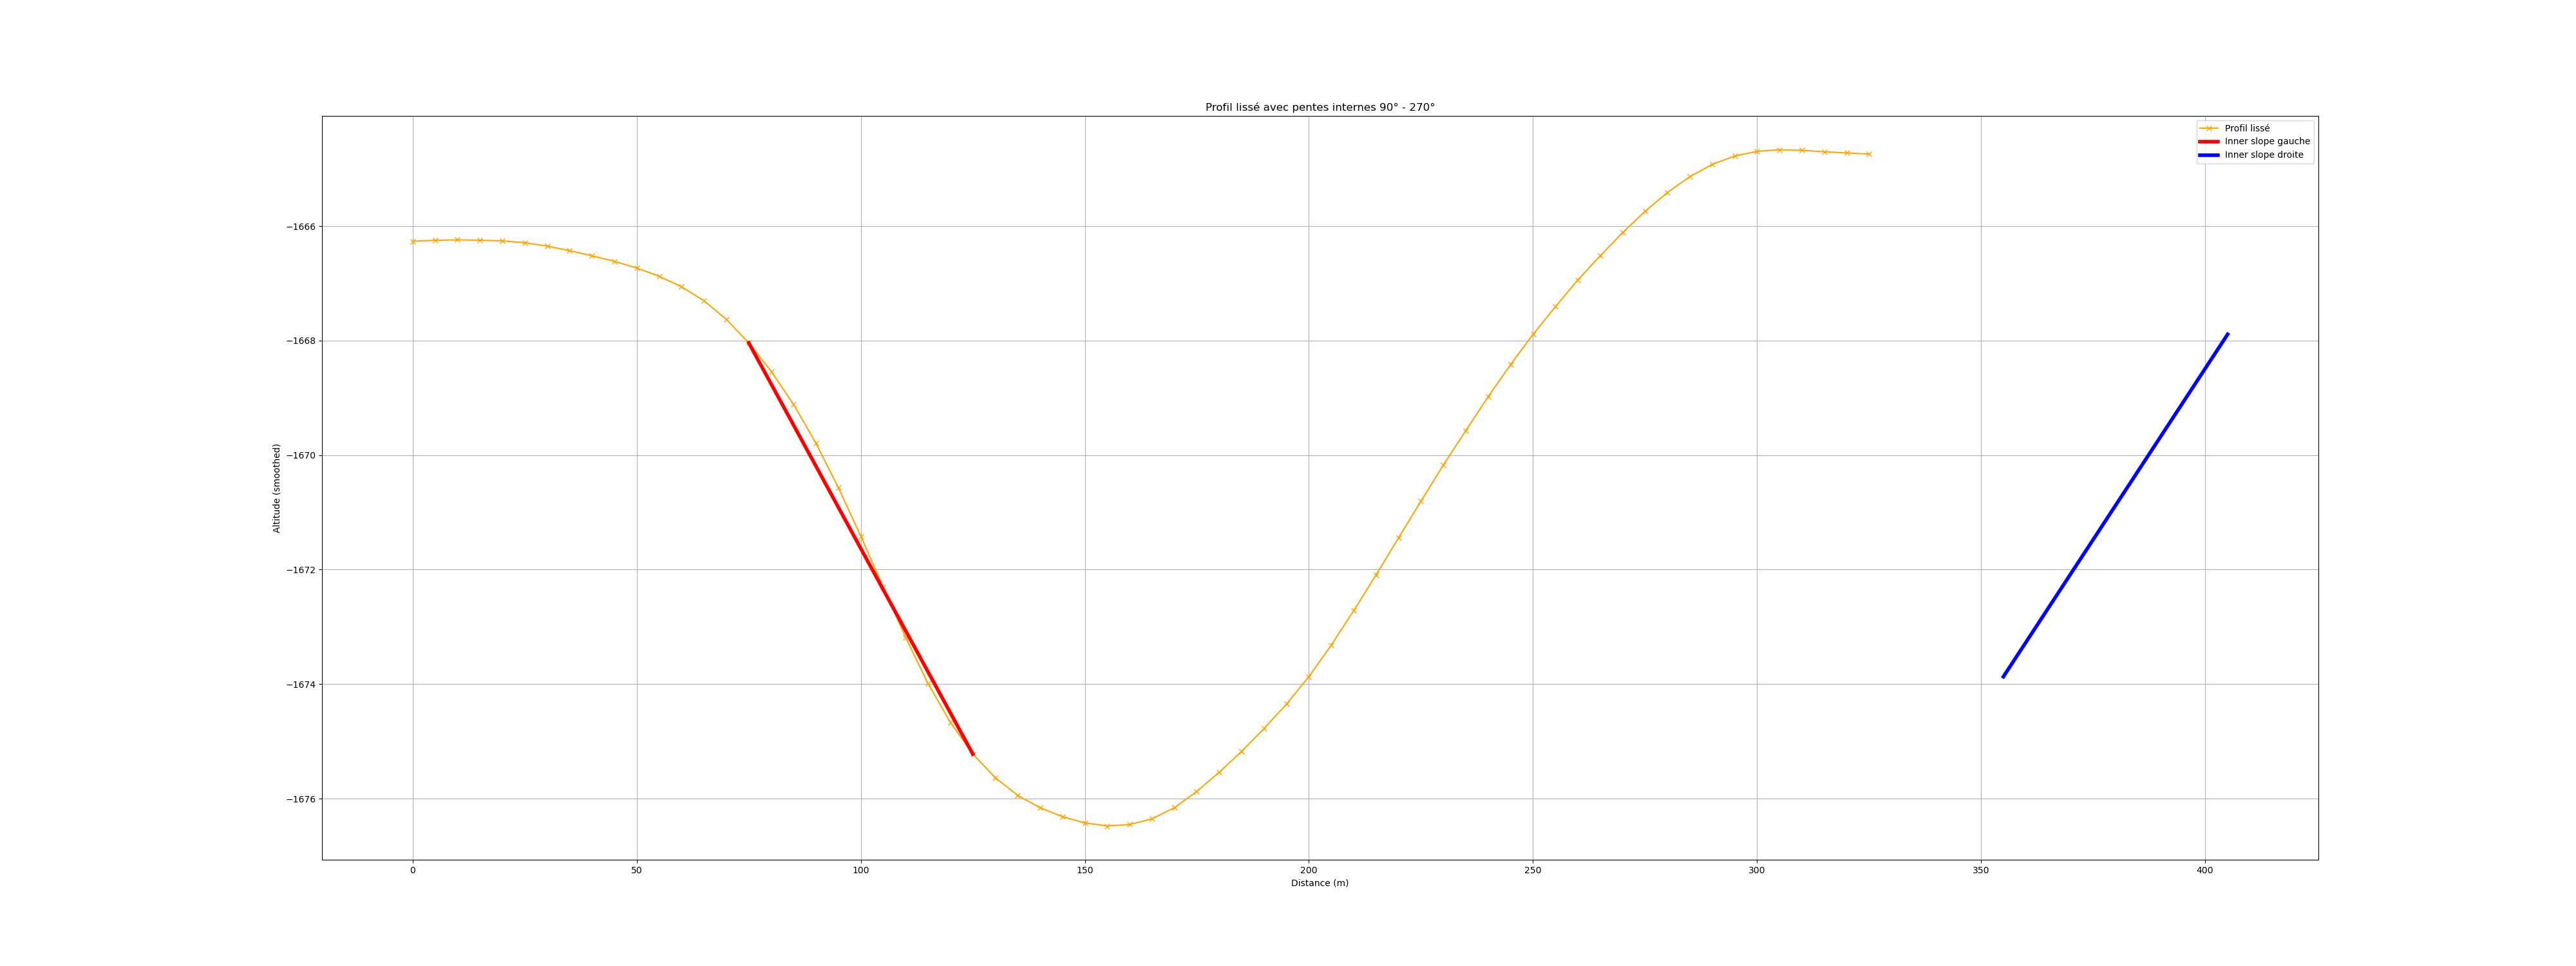 Profil lissé avec pentes internes 90° - 270°
Profil lissé
Inner slope gauche
Inner slope droite
Altitude (smoothed)
−1666
−1668
−1670
−1672
−1674
−1676
0 50 100 150 200 250 300 350 400
Distance (m)